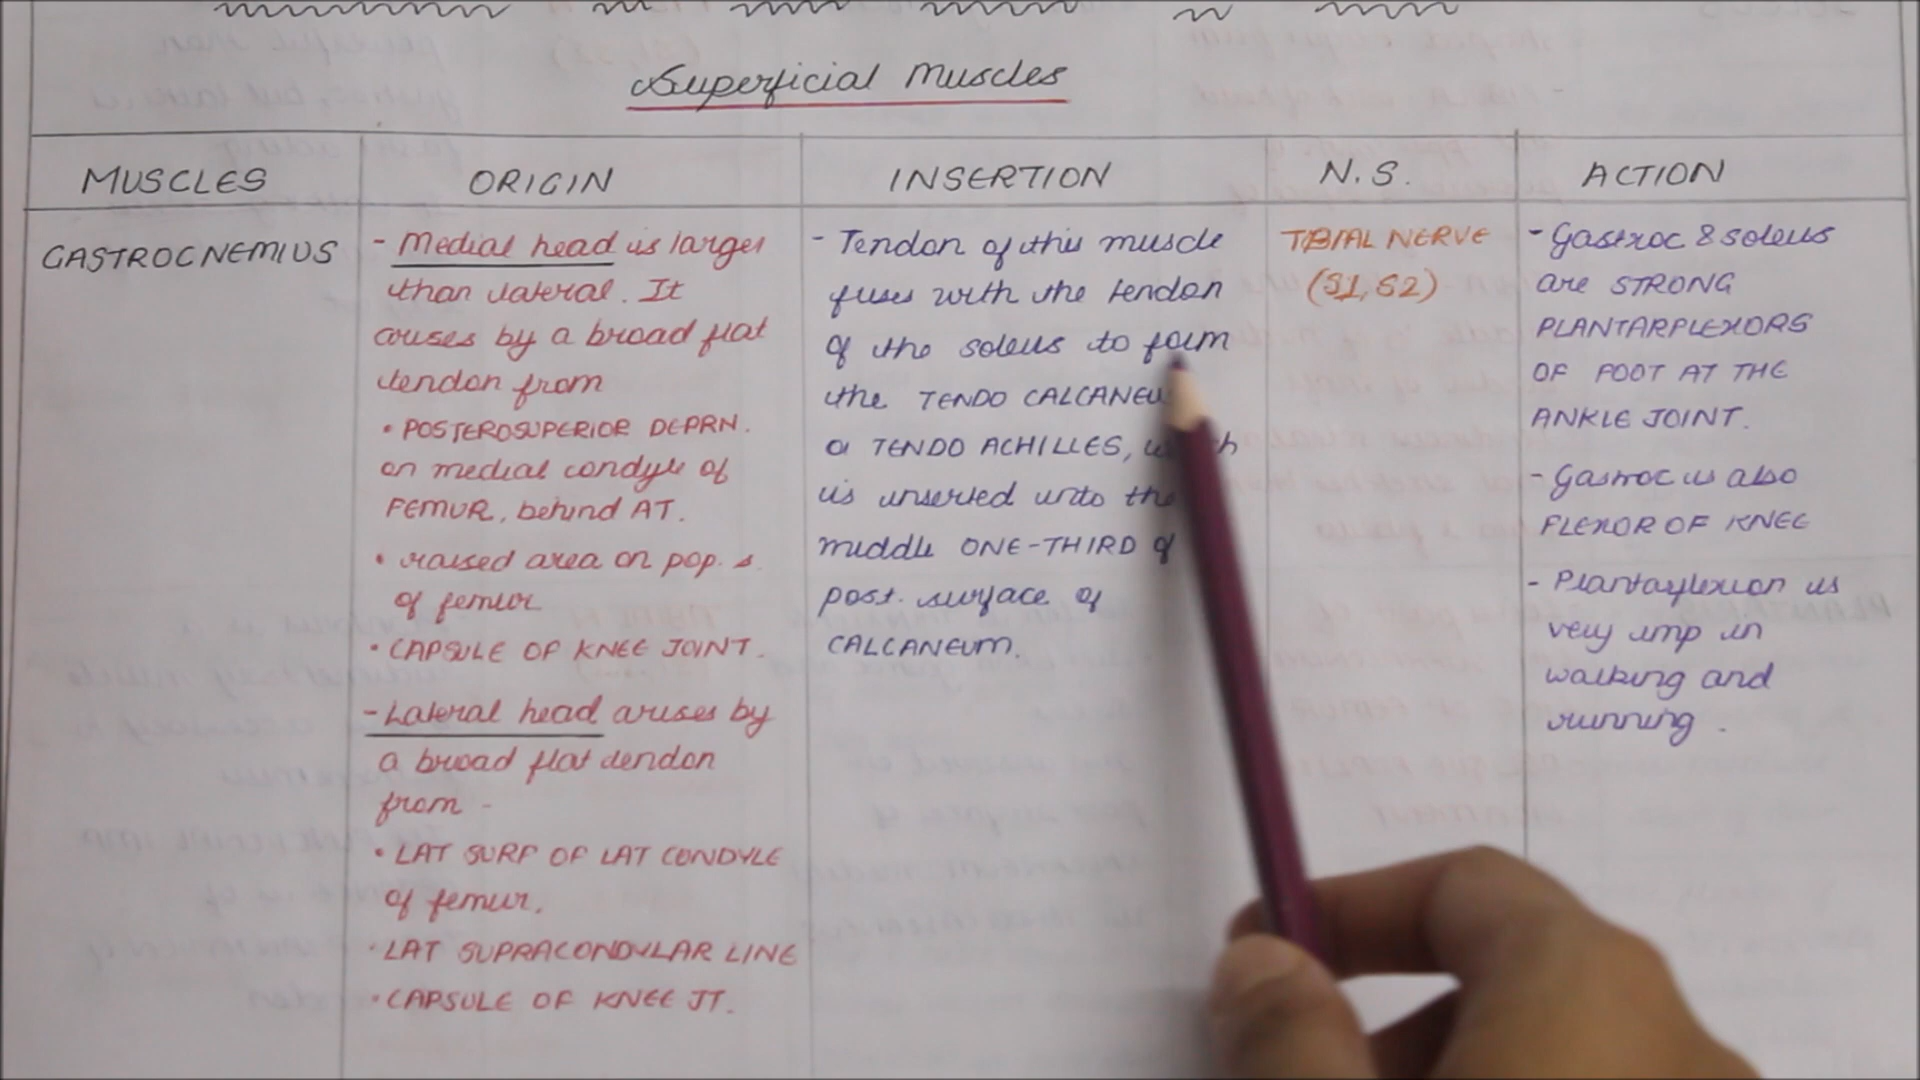 Superficial Muscles
MUSCLES ORIGIN INSERTION N.S. ACTION
GASTROCNEMIUS
- Medial head is larger
than lateral. It
arises by a broad flat
tendon from
• POSTEROSUPERIOR DEPRN.
on medial condyle of
FEMUR, behind AT.
• raised area on pop. s.
of femur
• CAPSULE OF KNEE JOINT.
- Lateral head arises by
a broad flat tendon
from -
• LAT SURF OF LAT CONDYLE
of femur.
• LAT SUPRACONDYLAR LINE
• CAPSULE OF KNEE JT.
- Tendon of this muscle
fuses with the tendon
of the soleus to form
the TENDO CALCANEU
or TENDO ACHILLES,
is inserted into the
middle ONE-THIRD of
post. surface of
CALCANEUM.
TIBIAL NERVE
(S1, S2)
- Gastroc & soleus
are STRONG
PLANTARFLEXORS
OF FOOT AT THE
ANKLE JOINT.
- Gastroc is also
FLEXOR OF KNEE
- Plantarflexion is
very imp in
walking and
running.